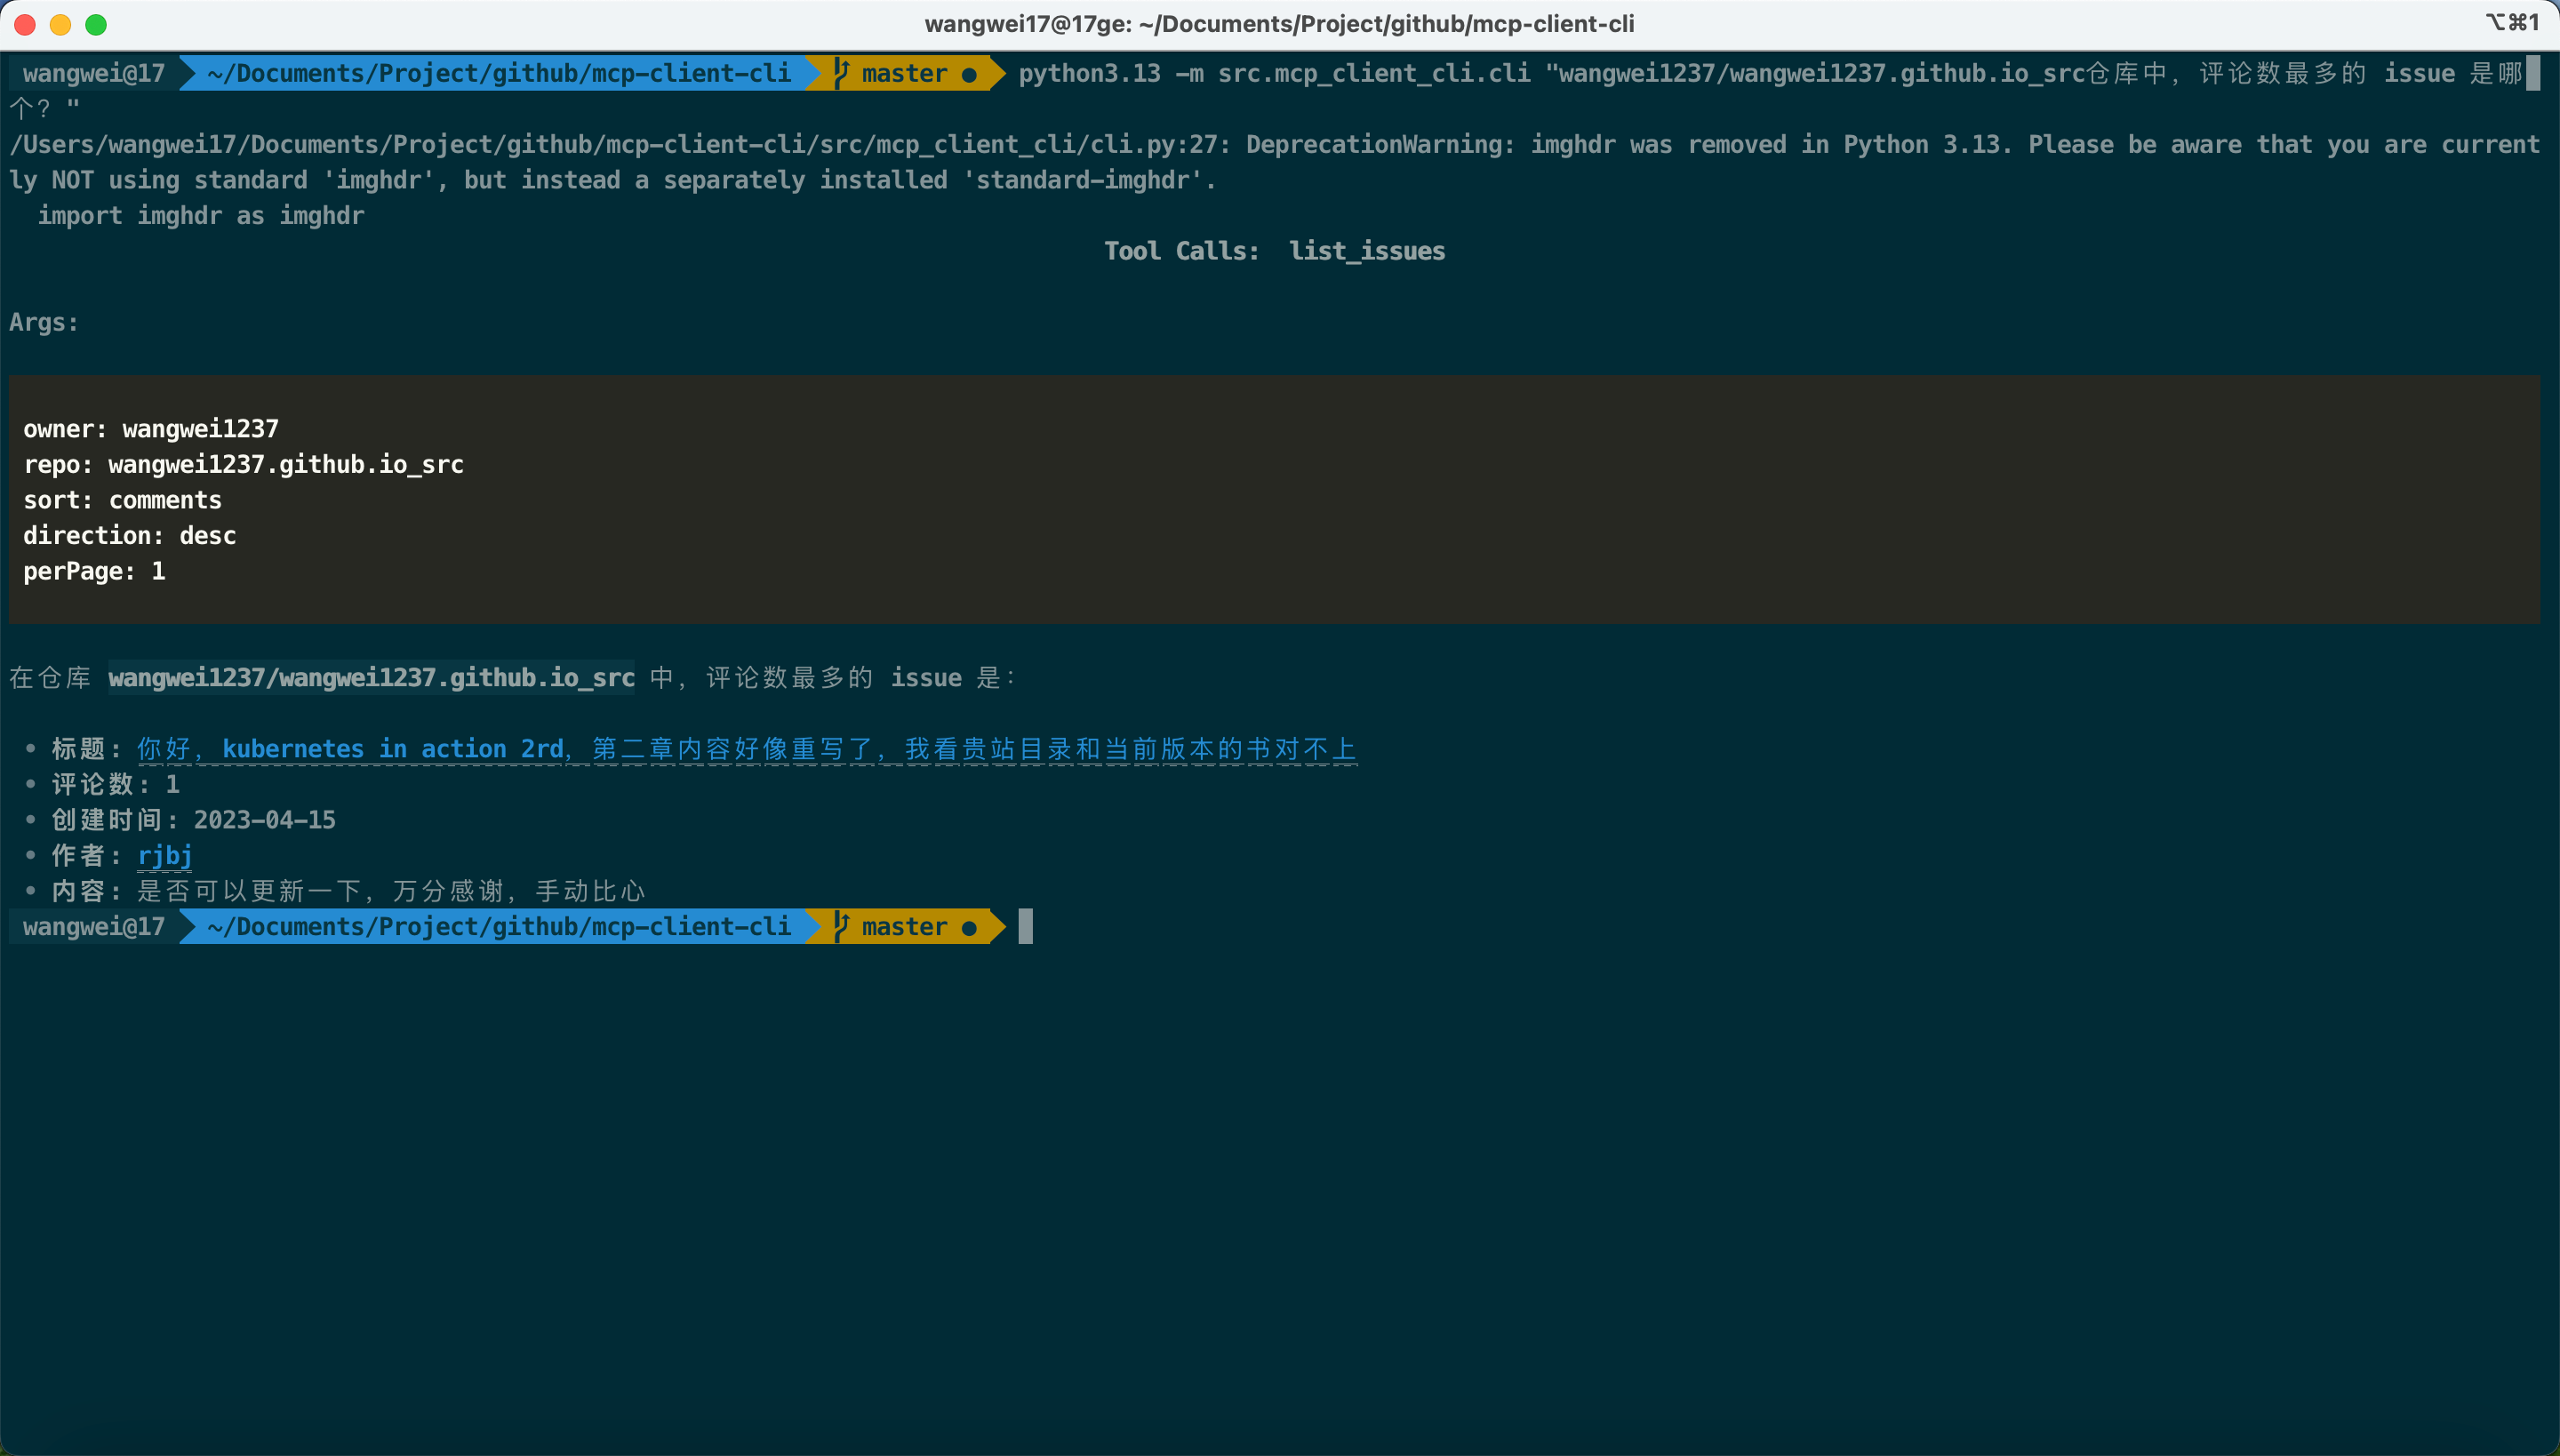 wangwei17@17ge: ~/Documents/Project/github/mcp-client-cli
⌥⌘1
wangwei@17 ~/Documents/Project/github/mcp-client-cli master ● python3.13 -m src.mcp_client_cli.cli "wangwei1237/wangwei1237.github.io_src仓库中，评论数最多的 issue 是哪
个？"
/Users/wangwei17/Documents/Project/github/mcp-client-cli/src/mcp_client_cli/cli.py:27: DeprecationWarning: imghdr was removed in Python 3.13. Please be aware that you are current
ly NOT using standard 'imghdr', but instead a separately installed 'standard-imghdr'.
import imghdr as imghdr
Tool Calls: list_issues
Args:
owner: wangwei1237
repo: wangwei1237.github.io_src
sort: comments
direction: desc
perPage: 1
在仓库 wangwei1237/wangwei1237.github.io_src 中，评论数最多的 issue 是：
• 标题: 你好，kubernetes in action 2rd，第二章内容好像重写了，我看贵站目录和当前版本的书对不上
• 评论数: 1
• 创建时间: 2023-04-15
• 作者: rjbj
• 内容: 是否可以更新一下，万分感谢，手动比心
wangwei@17 ~/Documents/Project/github/mcp-client-cli master ●